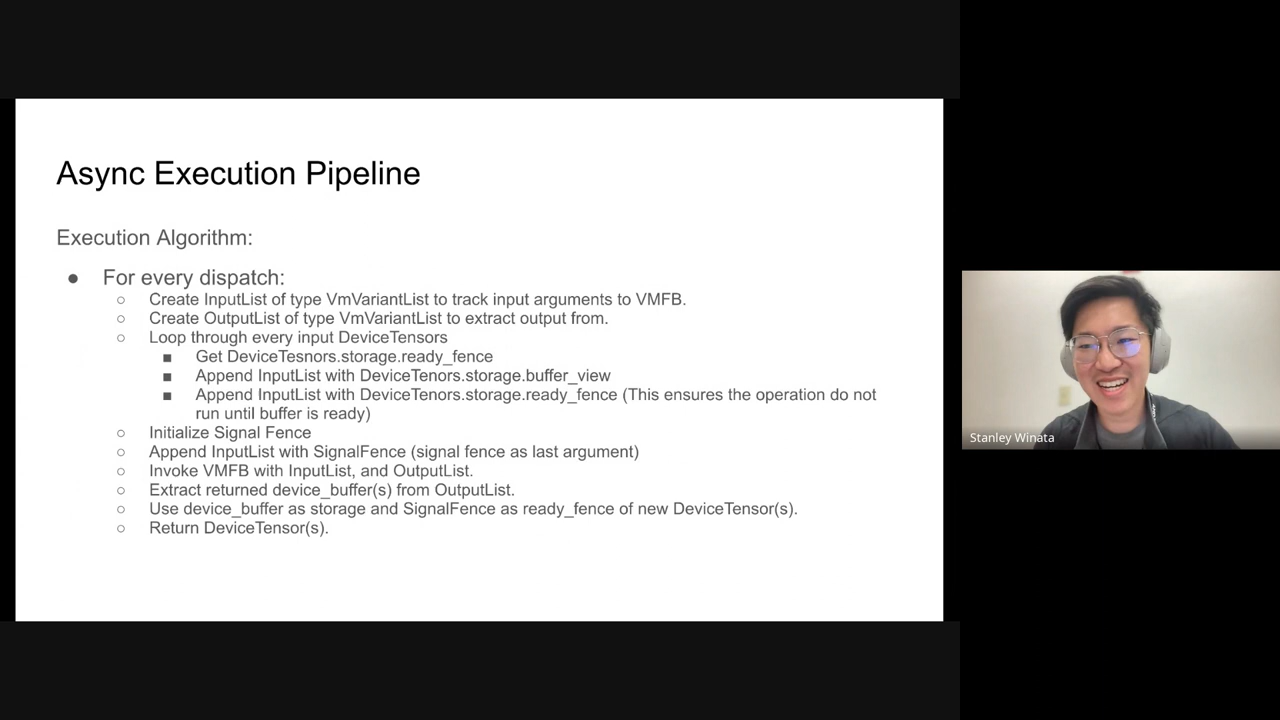 Async Execution Pipeline
Execution Algorithm:
● For every dispatch:
○ Create InputList of type VmVariantList to track input arguments to VMFB.
○ Create OutputList of type VmVariantList to extract output from.
○ Loop through every input DeviceTensors
■ Get DeviceTesnors.storage.ready_fence
■ Append InputList with DeviceTenors.storage.buffer_view
■ Append InputList with DeviceTenors.storage.ready_fence (This ensures the operation do not
run until buffer is ready)
○ Initialize Signal Fence
○ Append InputList with SignalFence (signal fence as last argument)
○ Invoke VMFB with InputList, and OutputList.
○ Extract returned device_buffer(s) from OutputList.
○ Use device_buffer as storage and SignalFence as ready_fence of new DeviceTensor(s).
○ Return DeviceTensor(s).
Stanley Winata